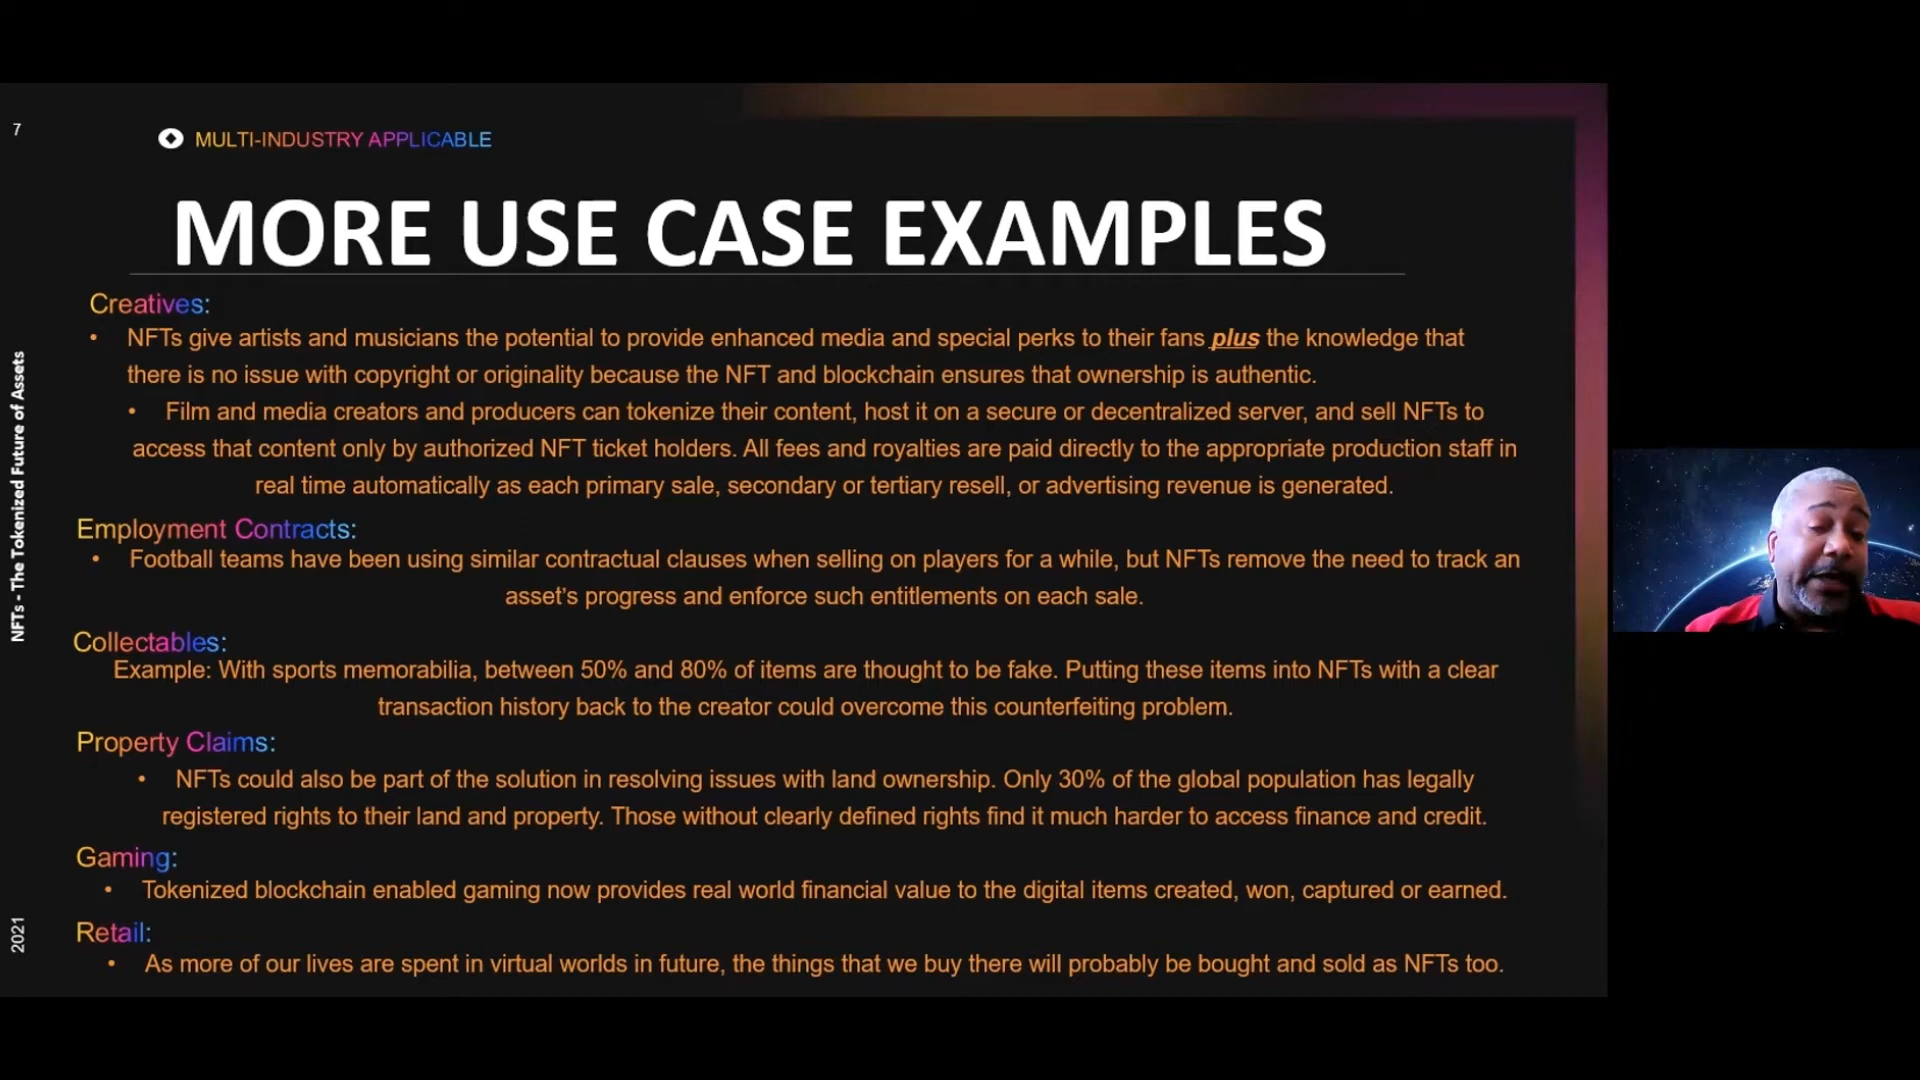 7
MULTI-INDUSTRY APPLICABLE
MORE USE CASE EXAMPLES
Creatives:
• NFTs give artists and musicians the potential to provide enhanced media and special perks to their fans plus the knowledge that
there is no issue with copyright or originality because the NFT and blockchain ensures that ownership is authentic.
• Film and media creators and producers can tokenize their content, host it on a secure or decentralized server, and sell NFTs to
access that content only by authorized NFT ticket holders. All fees and royalties are paid directly to the appropriate production staff in
real time automatically as each primary sale, secondary or tertiary resell, or advertising revenue is generated.
Employment Contracts:
• Football teams have been using similar contractual clauses when selling on players for a while, but NFTs remove the need to track an
asset's progress and enforce such entitlements on each sale.
Collectables:
Example: With sports memorabilia, between 50% and 80% of items are thought to be fake. Putting these items into NFTs with a clear
transaction history back to the creator could overcome this counterfeiting problem.
Property Claims:
• NFTs could also be part of the solution in resolving issues with land ownership. Only 30% of the global population has legally
registered rights to their land and property. Those without clearly defined rights find it much harder to access finance and credit.
Gaming:
• Tokenized blockchain enabled gaming now provides real world financial value to the digital items created, won, captured or earned.
Retail:
• As more of our lives are spent in virtual worlds in future, the things that we buy there will probably be bought and sold as NFTs too.
NFTs - The Tokenized Future of Assets
2021